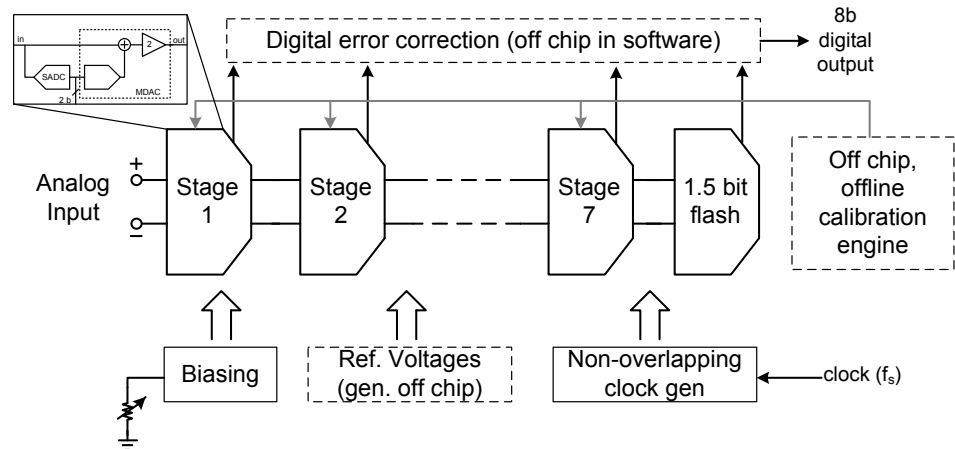 in
2
out
SADC
2 b
MDAC
Digital error correction (off chip in software)
8b
digital
output
Analog
Input
+
–
Stage
1
Stage
2
Stage
7
1.5 bit
flash
Off chip,
offline
calibration
engine
Biasing
Ref. Voltages
(gen. off chip)
Non-overlapping
clock gen
clock (fs)